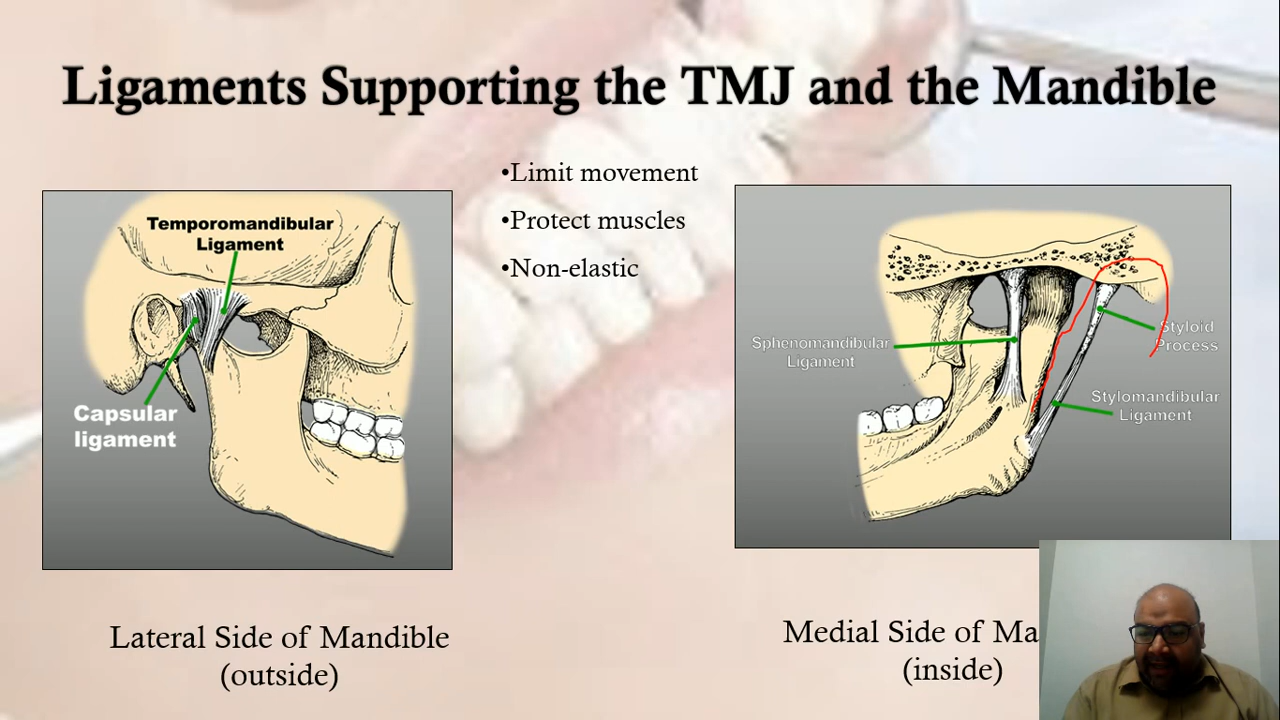 Ligaments Supporting the TMJ and the Mandible
•Limit movement
•Protect muscles
•Non-elastic
Temporomandibular
Ligament
Capsular
ligament
Sphenomandibular
Ligament
Styloid
Process
Stylomandibular
Ligament
Lateral Side of Mandible
(outside)
Medial Side of Ma
(inside)